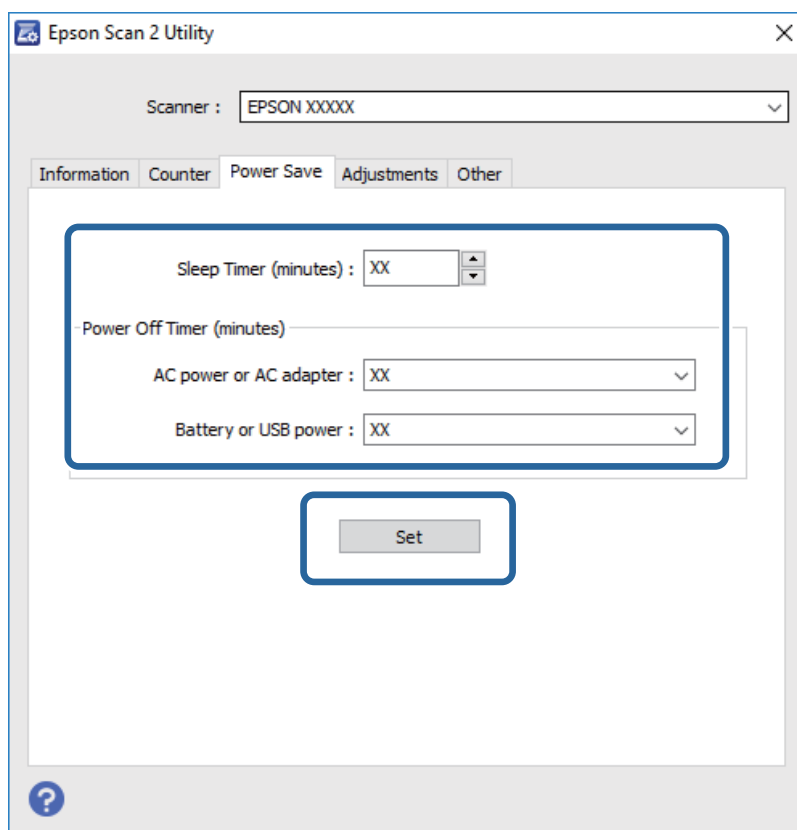 Epson Scan 2 Utility
Scanner : EPSON XXXXX
Information Counter Power Save Adjustments Other
Sleep Timer (minutes) : XX
Power Off Timer (minutes)
AC power or AC adapter : XX
Battery or USB power : XX
Set
?